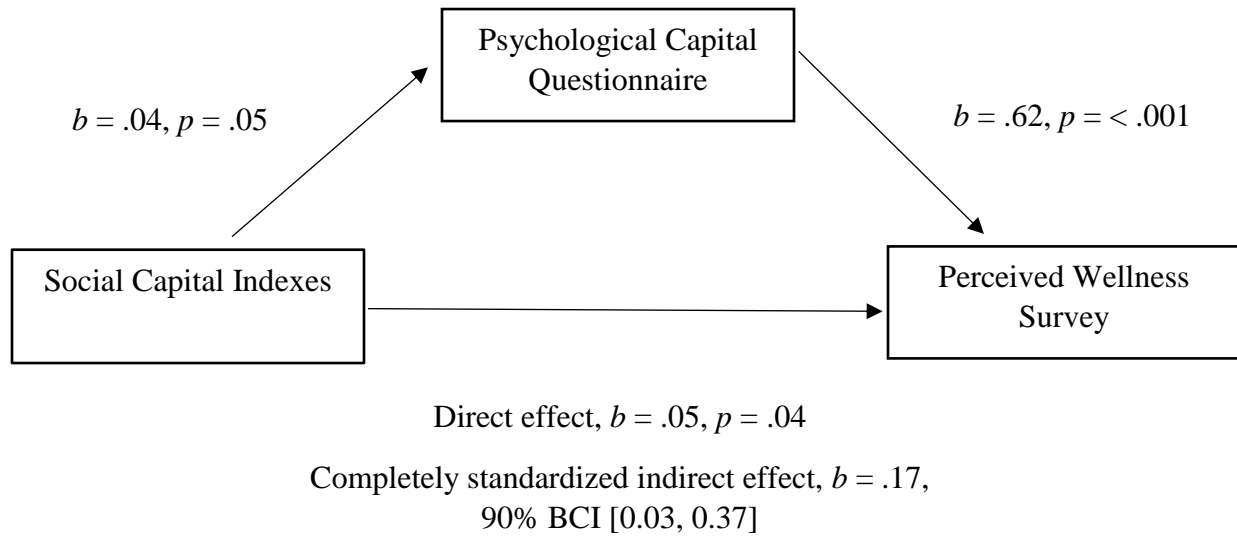 Psychological Capital
Questionnaire
b = .04, p = .05
b = .62, p = < .001
Social Capital Indexes
Perceived Wellness
Survey
Direct effect, b = .05, p = .04
Completely standardized indirect effect, b = .17,
90% BCI [0.03, 0.37]